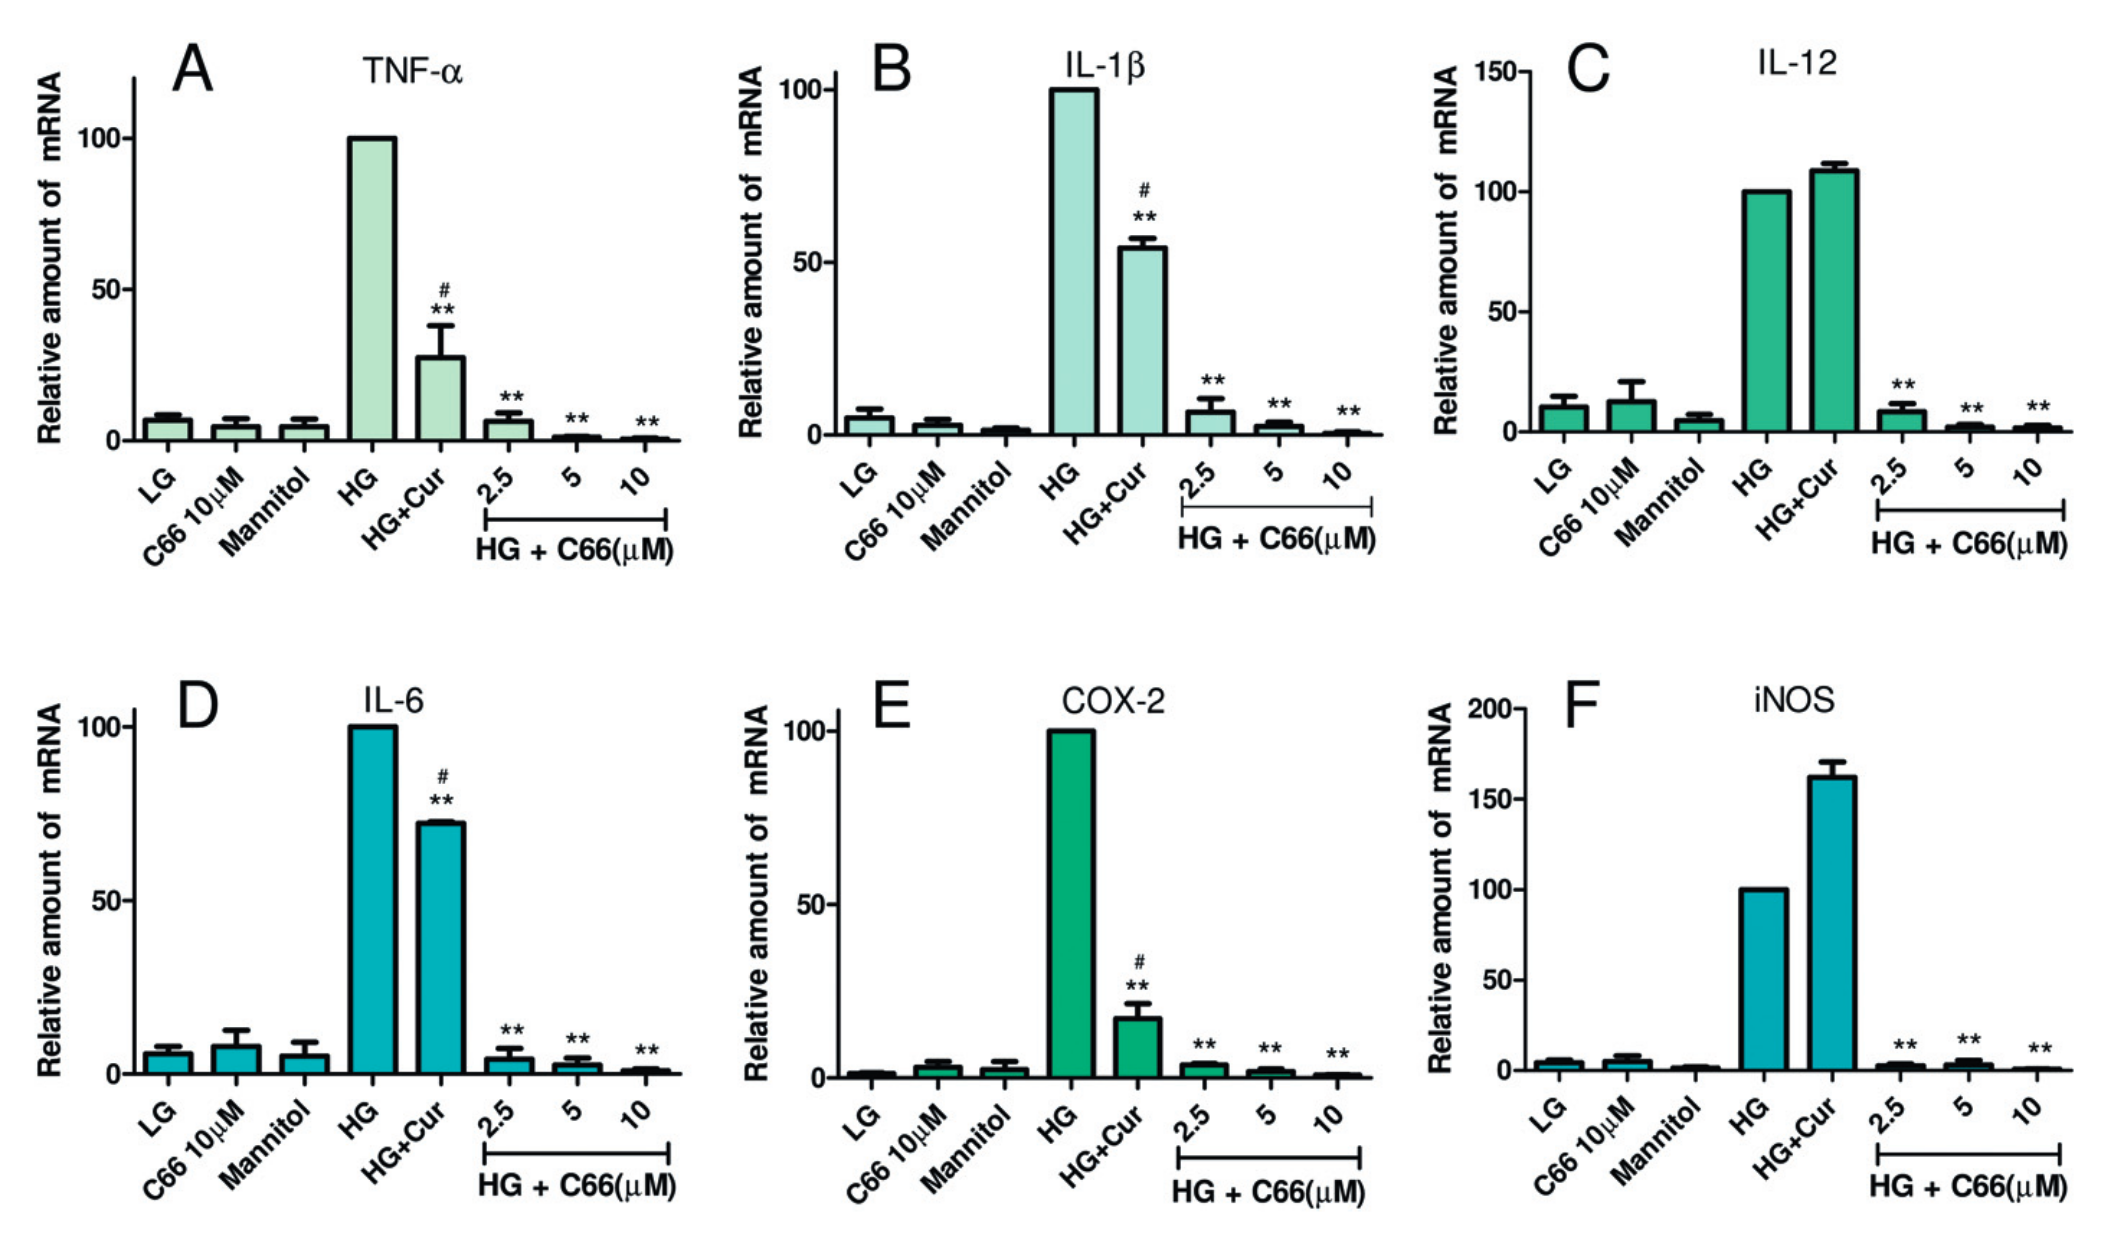 A
TNF-α
Relative amount of mRNA
100
50
0
#
**
**
**
**
LG
C66 10μM
Mannitol
HG
HG+Cur
2.5
5
10
HG + C66(μM)
B
IL-1β
Relative amount of mRNA
100
50
0
#
**
**
**
**
LG
C66 10μM
Mannitol
HG
HG+Cur
2.5
5
10
HG + C66(μM)
C
IL-12
Relative amount of mRNA
150
100
50
0
**
**
**
LG
C66 10μM
Mannitol
HG
HG+Cur
2.5
5
10
HG + C66(μM)
D
IL-6
Relative amount of mRNA
100
50
0
#
**
**
**
**
LG
C66 10μM
Mannitol
HG
HG+Cur
2.5
5
10
HG + C66(μM)
E
COX-2
Relative amount of mRNA
100
50
0
#
**
**
**
**
LG
C66 10μM
Mannitol
HG
HG+Cur
2.5
5
10
HG + C66(μM)
F
iNOS
Relative amount of mRNA
200
150
100
50
0
**
**
**
LG
C66 10μM
Mannitol
HG
HG+Cur
2.5
5
10
HG + C66(μM)